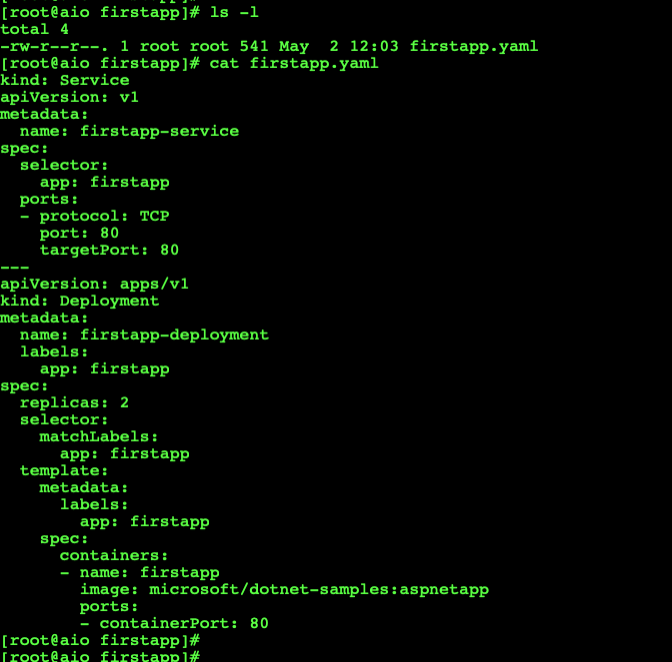 [root@aio firstapp]# ls -l
total 4
-rw-r--r--. 1 root root 541 May  2 12:03 firstapp.yaml
[root@aio firstapp]# cat firstapp.yaml
kind: Service
apiVersion: v1
metadata:
  name: firstapp-service
spec:
  selector:
    app: firstapp
  ports:
  - protocol: TCP
    port: 80
    targetPort: 80
---
apiVersion: apps/v1
kind: Deployment
metadata:
  name: firstapp-deployment
  labels:
    app: firstapp
spec:
  replicas: 2
  selector:
    matchLabels:
      app: firstapp
  template:
    metadata:
      labels:
        app: firstapp
    spec:
      containers:
      - name: firstapp
        image: microsoft/dotnet-samples:aspnetapp
        ports:
        - containerPort: 80
[root@aio firstapp]#
[root@aio firstapp]#